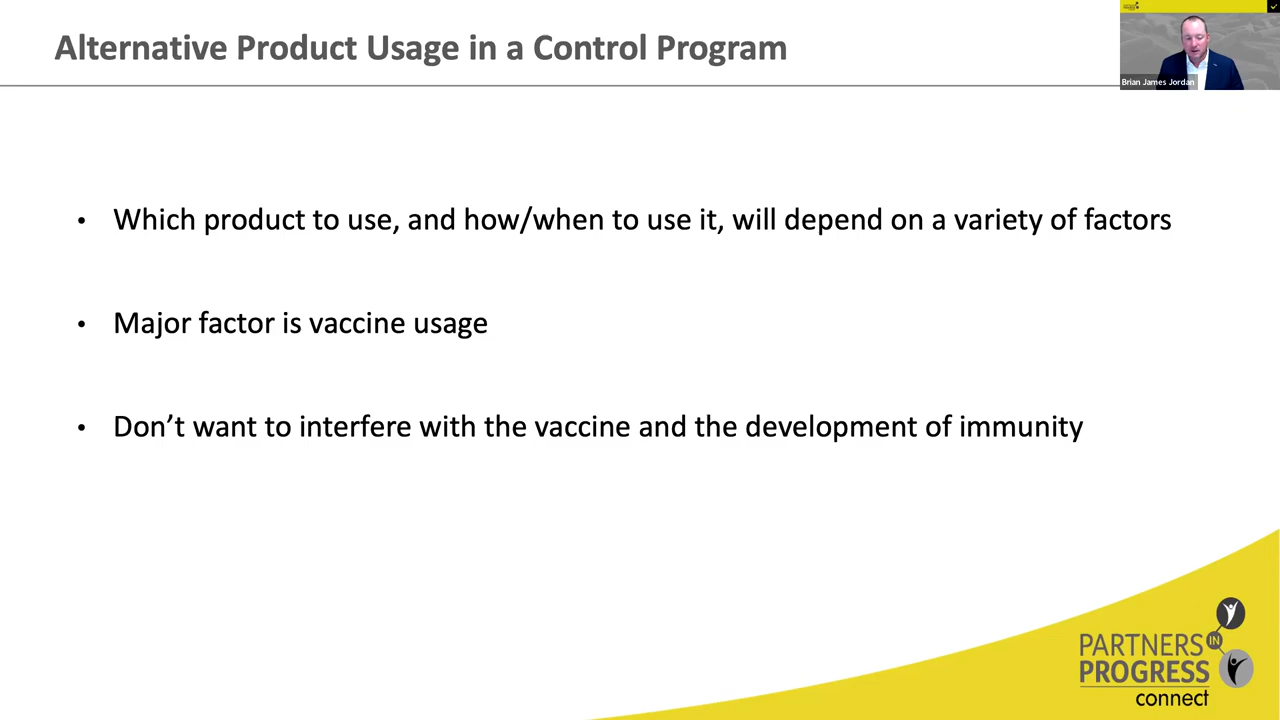 Alternative Product Usage in a Control Program
Brian James Jordan
• Which product to use, and how/when to use it, will depend on a variety of factors
• Major factor is vaccine usage
• Don’t want to interfere with the vaccine and the development of immunity
PARTNERS IN
PROGRESS
connect